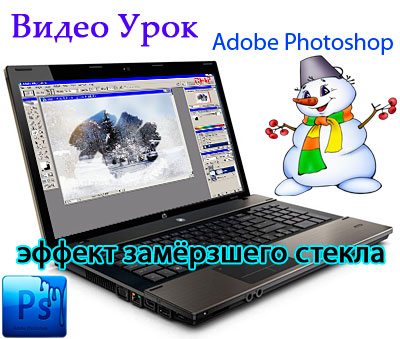 Видео Урок
Adobe Photoshop
эффект замёрзшего стекла
Ps